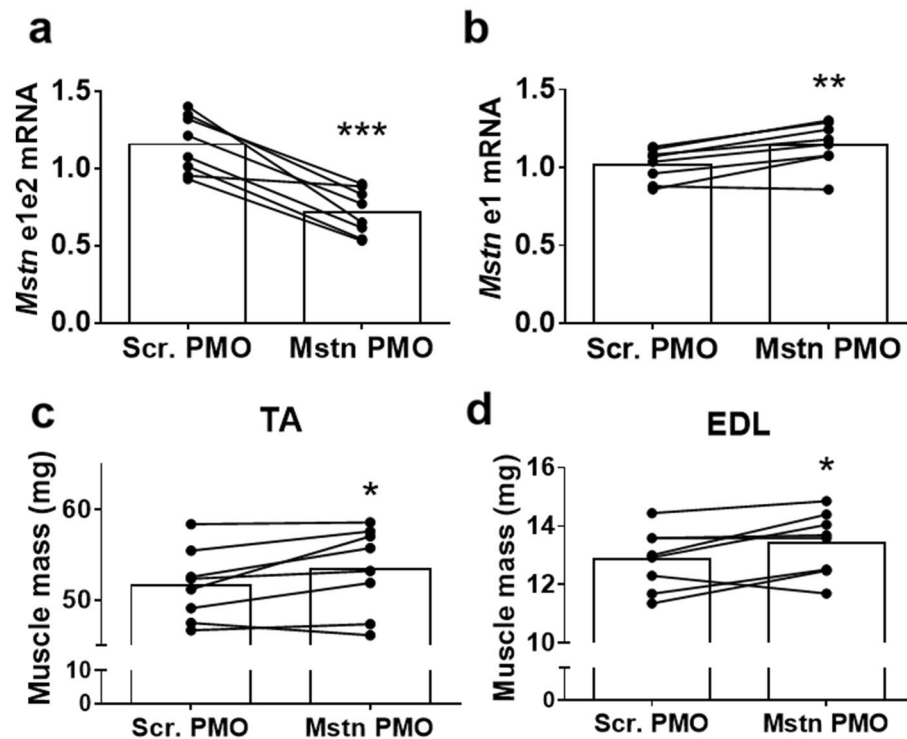 a
Mstn e1e2 mRNA
1.5
1.0
0.5
0.0
***
Scr. PMO Mstn PMO
b
Mstn e1 mRNA
1.5
1.0
0.5
0.0
**
Scr. PMO Mstn PMO
c
TA
Muscle mass (mg)
60
50
10
0
*
Scr. PMO Mstn PMO
d
EDL
Muscle mass (mg)
16
14
12
10
0
*
Scr. PMO Mstn PMO